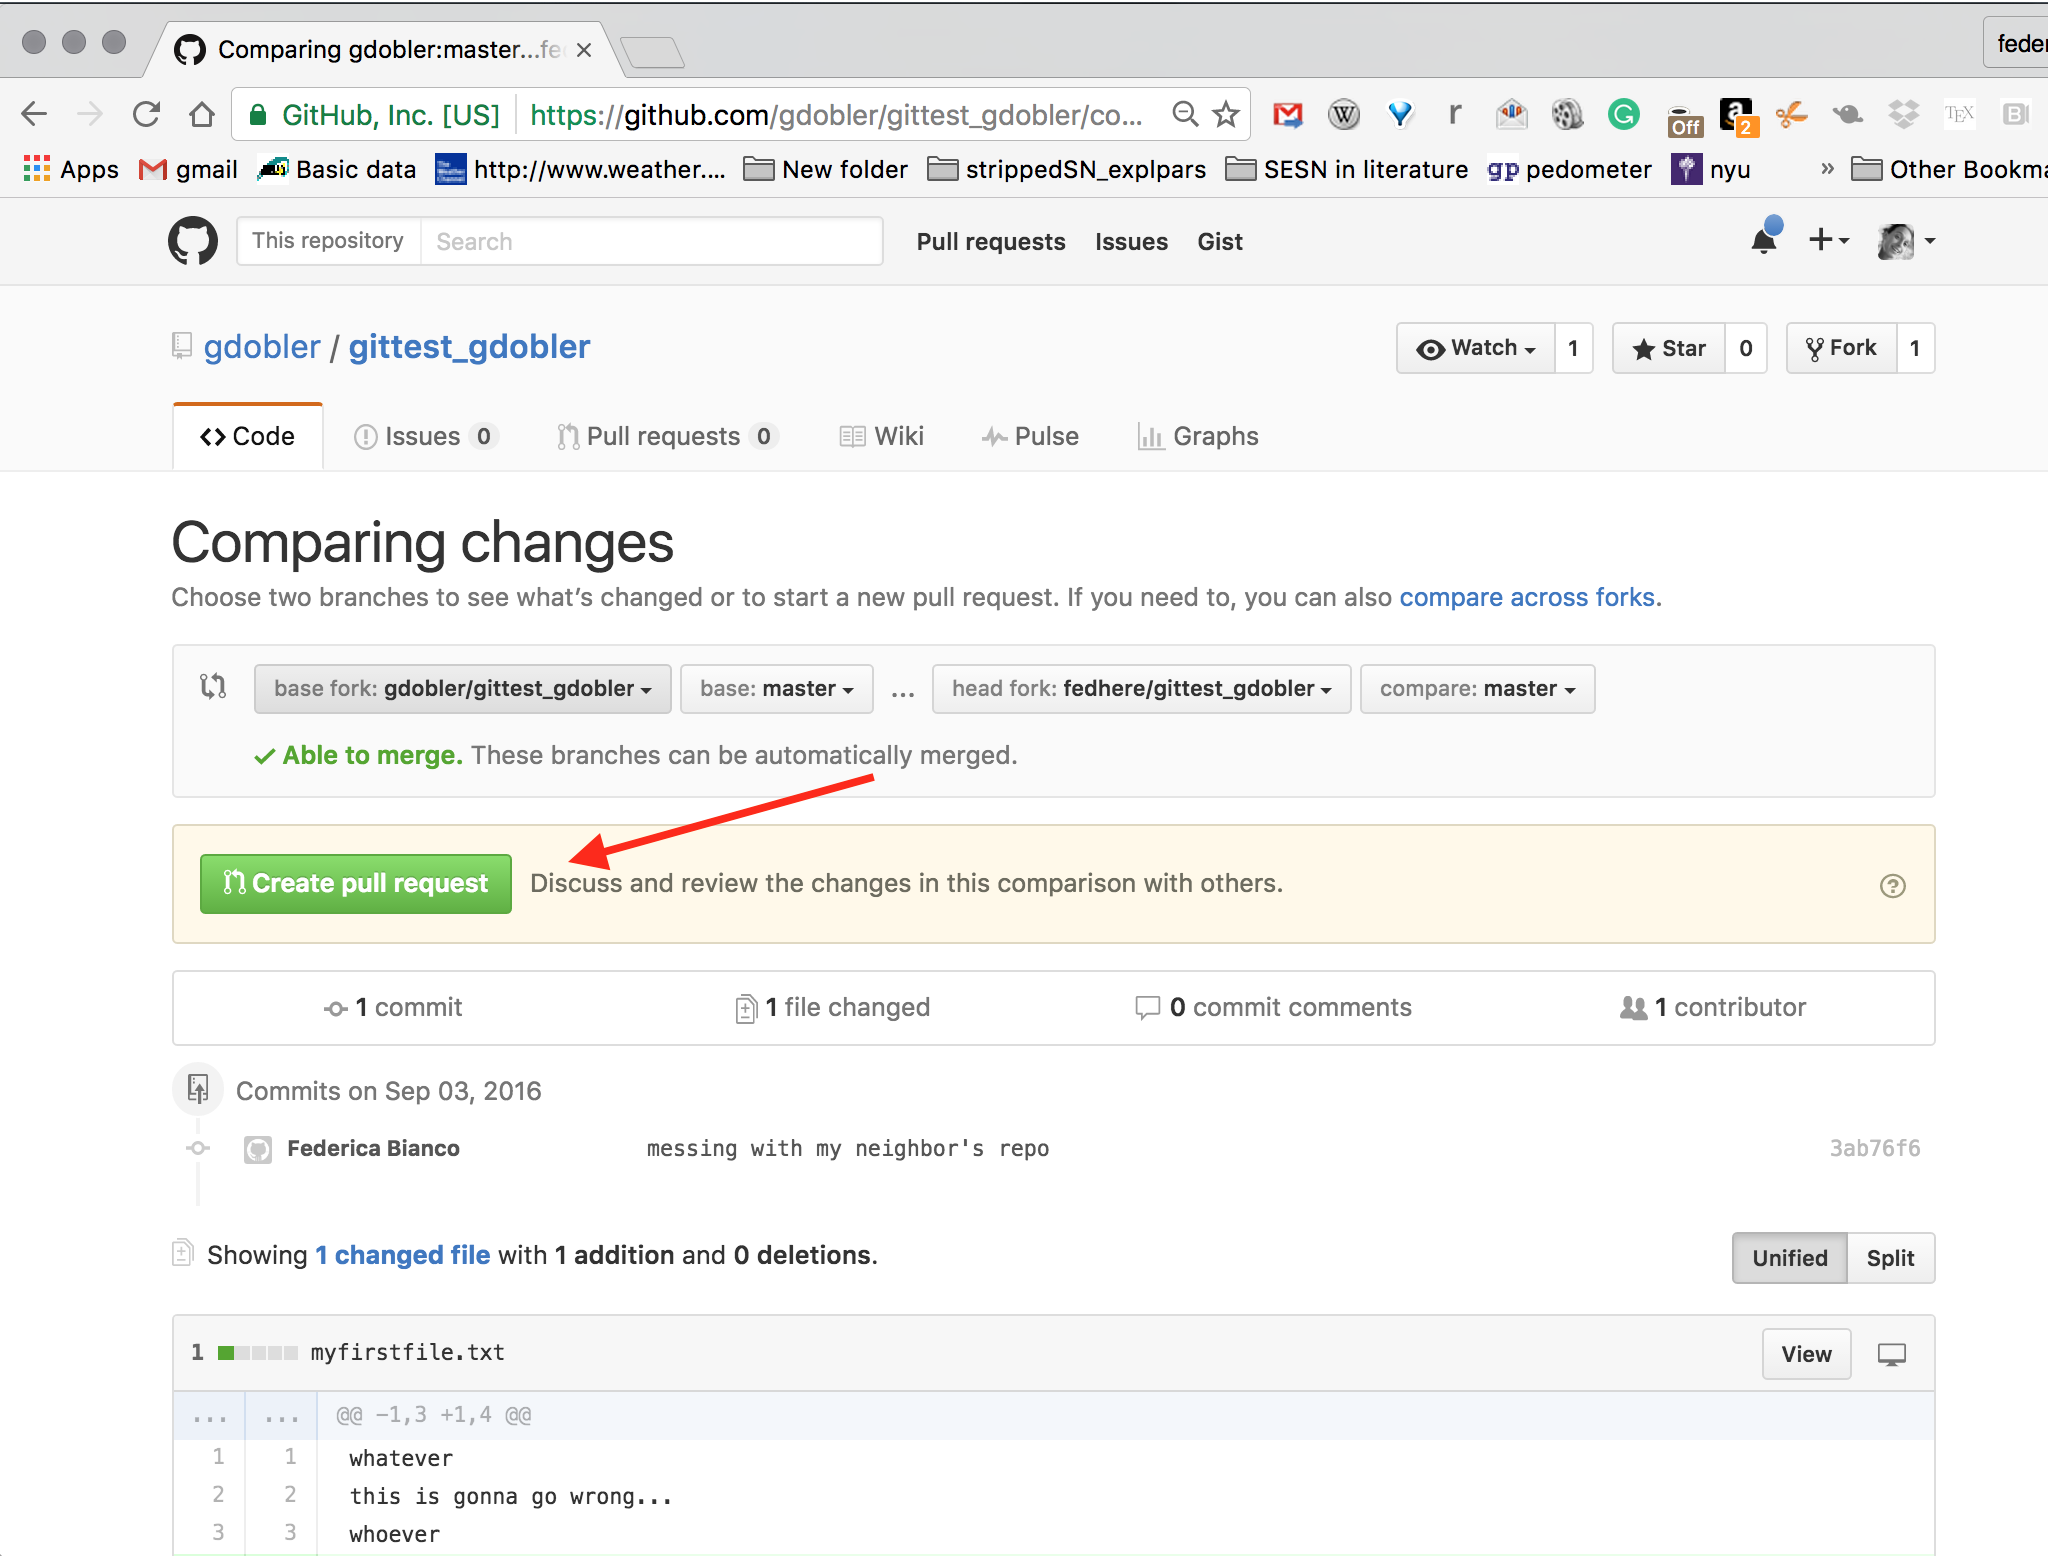 Comparing gdobler:master...fe
feder
GitHub, Inc. [US] https://github.com/gdobler/gittest_gdobler/co...
W r G Off a 2 TEX B
Apps gmail Basic data http://www.weather.... New folder strippedSN_explpars SESN in literature gp pedometer nyu » Other Bookma
This repository Search Pull requests Issues Gist
gdobler / gittest_gdobler Watch 1 Star 0 Fork 1
Code Issues 0 Pull requests 0 Wiki Pulse Graphs
Comparing changes
Choose two branches to see what's changed or to start a new pull request. If you need to, you can also compare across forks.
base fork: gdobler/gittest_gdobler base: master ... head fork: fedhere/gittest_gdobler compare: master
Able to merge. These branches can be automatically merged.
Create pull request Discuss and review the changes in this comparison with others.
1 commit 1 file changed 0 commit comments 1 contributor
Commits on Sep 03, 2016
Federica Bianco messing with my neighbor's repo 3ab76f6
Showing 1 changed file with 1 addition and 0 deletions. Unified Split
1 myfirstfile.txt View
... ... @@ -1,3 +1,4 @@
1 1 whatever
2 2 this is gonna go wrong...
3 3 whoever